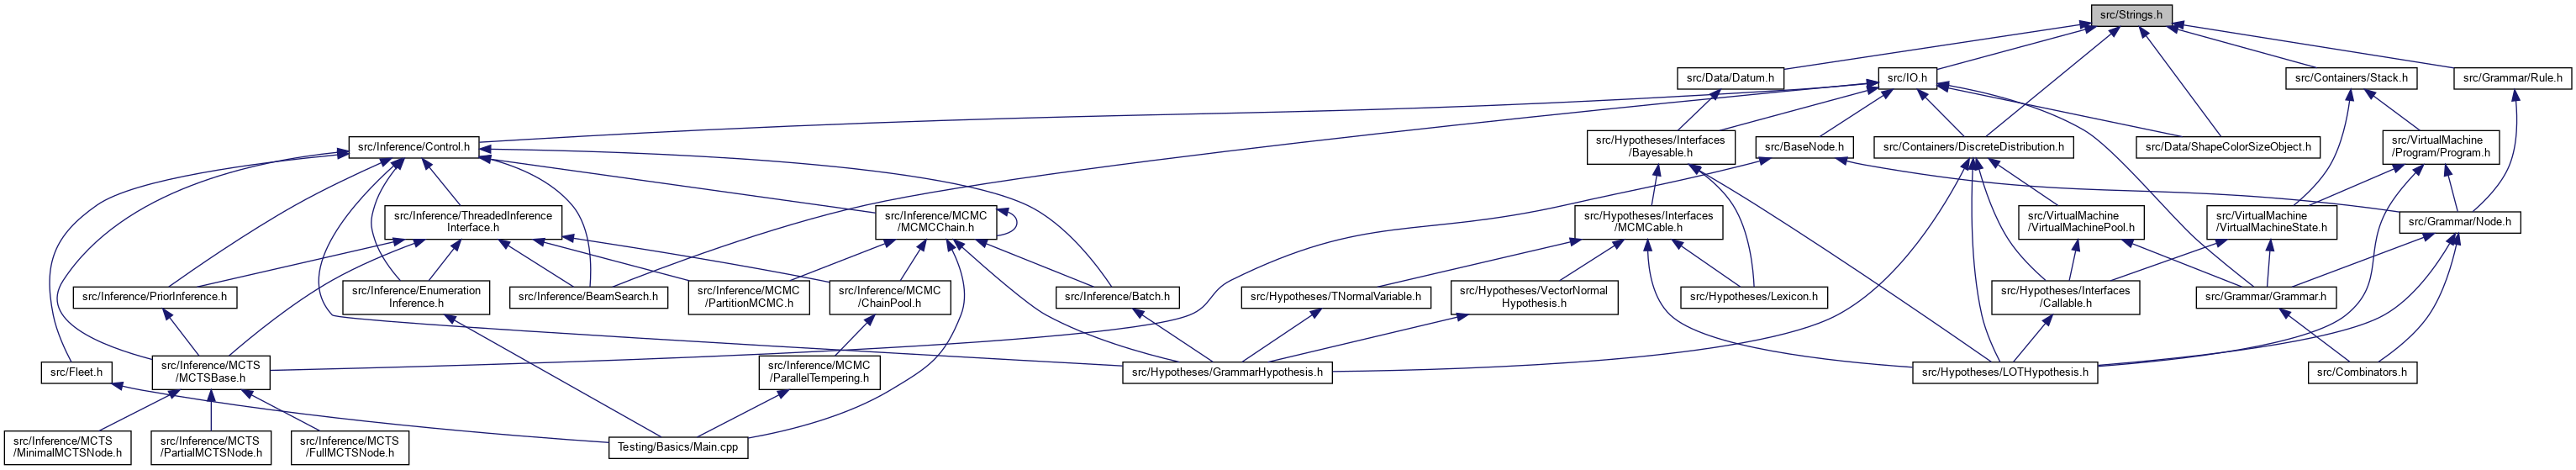 src/Strings.h
src/Data/Datum.h
src/IO.h
src/Containers/Stack.h
src/Grammar/Rule.h
src/Inference/Control.h
src/Hypotheses/Interfaces
/Bayesable.h
src/BaseNode.h
src/Containers/DiscreteDistribution.h
src/Data/ShapeColorSizeObject.h
src/VirtualMachine
/Program/Program.h
src/Inference/ThreadedInference
Interface.h
src/Inference/MCMC
/MCMCChain.h
src/Hypotheses/Interfaces
/MCMCable.h
src/VirtualMachine
/VirtualMachinePool.h
src/VirtualMachine
/VirtualMachineState.h
src/Grammar/Node.h
src/Inference/PriorInference.h
src/Inference/Enumeration
Inference.h
src/Inference/BeamSearch.h
src/Inference/MCMC
/PartitionMCMC.h
src/Inference/MCMC
/ChainPool.h
src/Inference/Batch.h
src/Hypotheses/TNormalVariable.h
src/Hypotheses/VectorNormal
Hypothesis.h
src/Hypotheses/Lexicon.h
src/Hypotheses/Interfaces
/Callable.h
src/Grammar/Grammar.h
src/Fleet.h
src/Inference/MCTS
/MCTSBase.h
src/Inference/MCMC
/ParallelTempering.h
src/Hypotheses/GrammarHypothesis.h
src/Hypotheses/LOTHypothesis.h
src/Combinators.h
src/Inference/MCTS
/MinimalMCTSNode.h
src/Inference/MCTS
/PartialMCTSNode.h
src/Inference/MCTS
/FullMCTSNode.h
Testing/Basics/Main.cpp